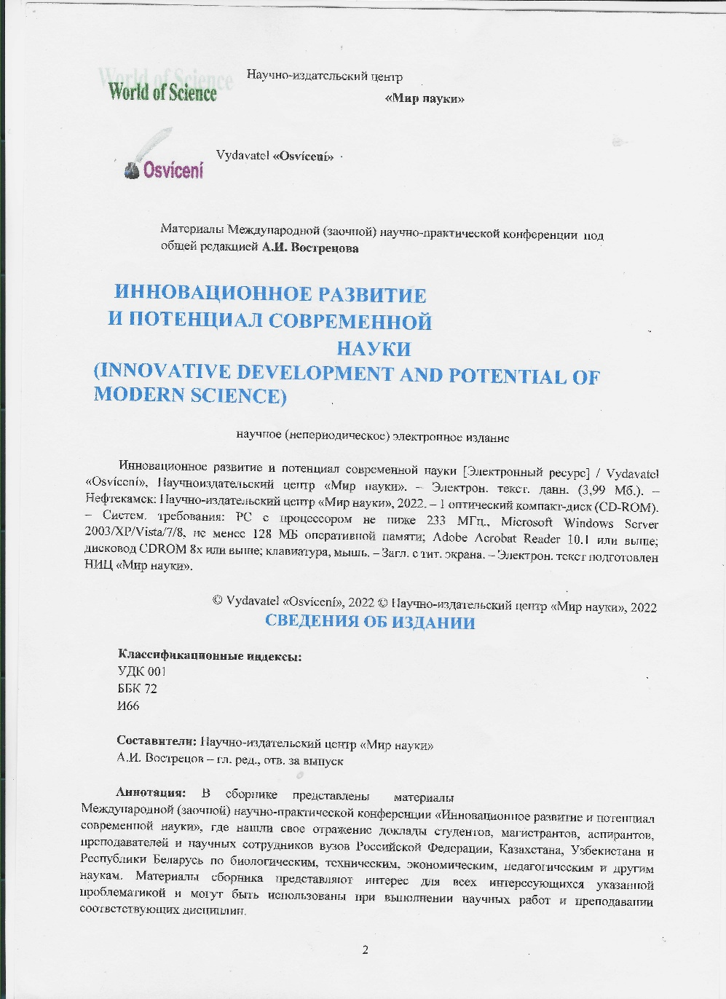 World of Science
Научно-издательский центр
«Мир науки»
Osvícení
Vydavatel «Osvícení»
Материалы Международной (заочной) научно-практической конференции под
общей редакцией А.И. Вострецова
ИННОВАЦИОННОЕ РАЗВИТИЕ
И ПОТЕНЦИАЛ СОВРЕМЕННОЙ
НАУКИ
(INNOVATIVE DEVELOPMENT AND POTENTIAL OF
MODERN SCIENCE)
научное (непериодическое) электронное издание
Инновационное развитие и потенциал современной науки [Электронный ресурс] / Vydavatel
«Osvícení», Научноиздательский центр «Мир науки». – Электрон. текст. данн. (3,99 Мб.). –
Нефтекамск: Научно-издательский центр «Мир науки», 2022. – 1 оптический компакт-диск (CD-ROM).
– Систем. требования: PC с процессором не ниже 233 МГц., Microsoft Windows Server
2003/XP/Vista/7/8, не менее 128 МБ оперативной памяти; Adobe Acrobat Reader 10.1 или выше;
дисковод CDROM 8x или выше; клавиатура, мышь. – Загл. с тит. экрана. – Электрон. текст подготовлен
НИЦ «Мир науки».
© Vydavatel «Osvícení», 2022 © Научно-издательский центр «Мир науки», 2022
СВЕДЕНИЯ ОБ ИЗДАНИИ
Классификационные индексы:
УДК 001
ББК 72
И66
Составители: Научно-издательский центр «Мир науки»
А.И. Вострецов – гл. ред., отв. за выпуск
Аннотация: В сборнике представлены материалы
Международной (заочной) научно-практической конференции «Инновационное развитие и потенциал
современной науки», где нашли свое отражение доклады студентов, магистрантов, аспирантов,
преподавателей и научных сотрудников вузов Российской Федерации, Казахстана, Узбекистана и
Республики Беларусь по биологическим, техническим, экономическим, педагогическим и другим
наукам. Материалы сборника представляют интерес для всех интересующихся указанной
проблематикой и могут быть использованы при выполнении научных работ и преподавании
соответствующих дисциплин.
2